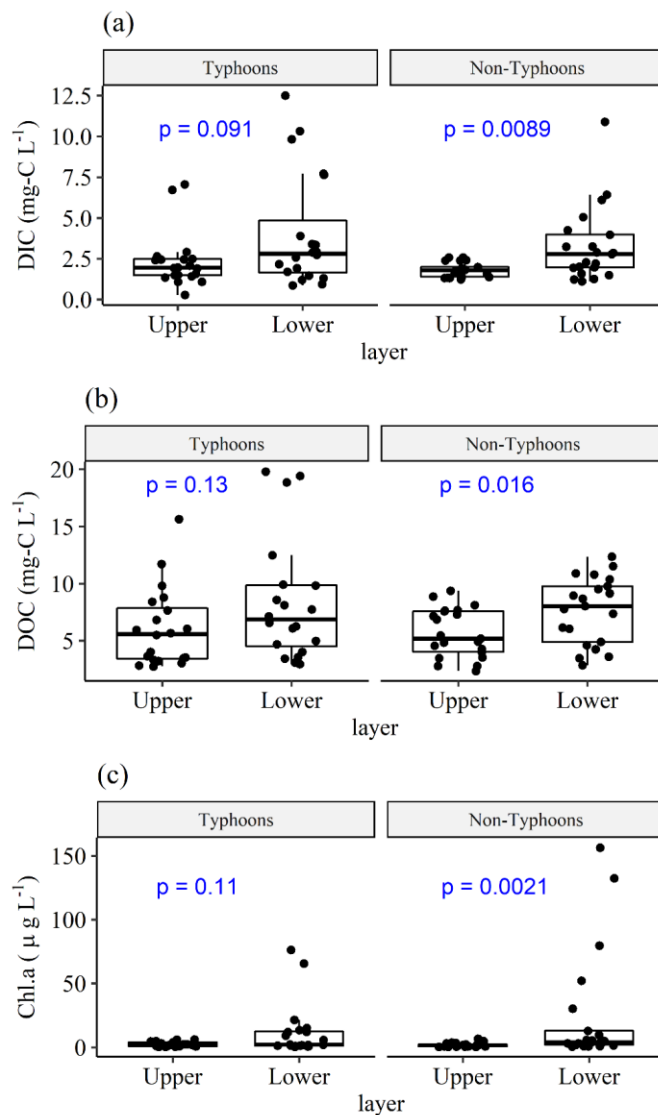 (a)
Typhoons Non-Typhoons
DIC (mg-C L⁻¹)
12.5
10.0
7.5
5.0
2.5
0.0
p = 0.091 p = 0.0089
Upper Lower Upper Lower
layer
(b)
Typhoons Non-Typhoons
DOC (mg-C L⁻¹)
20
15
10
5
p = 0.13 p = 0.016
Upper Lower Upper Lower
layer
(c)
Typhoons Non-Typhoons
Chl.a ( μ g L⁻¹)
150
100
50
0
p = 0.11 p = 0.0021
Upper Lower Upper Lower
layer